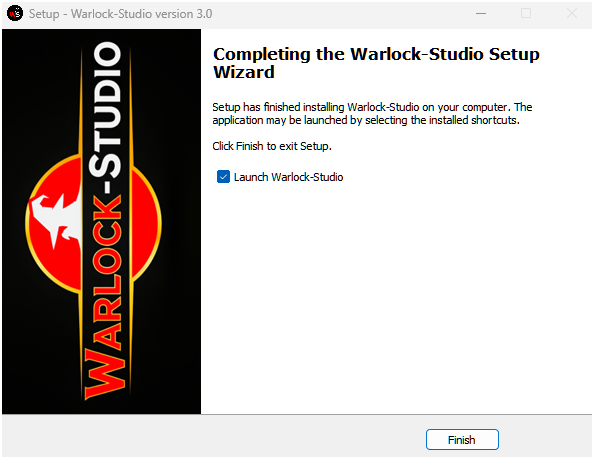 Setup - Warlock-Studio version 3.0
WARLOCK-STUDIO
Completing the Warlock-Studio Setup
Wizard
Setup has finished installing Warlock-Studio on your computer. The
application may be launched by selecting the installed shortcuts.
Click Finish to exit Setup.
Launch Warlock-Studio
Finish